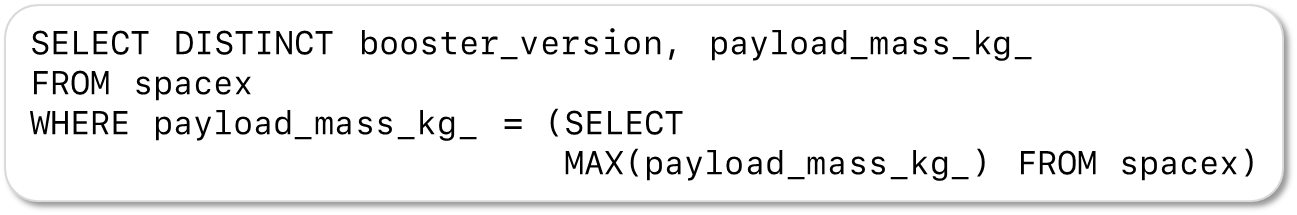 SELECT DISTINCT booster_version, payload_mass_kg_
FROM spacex
WHERE payload_mass_kg_ = (SELECT
MAX(payload_mass_kg_) FROM spacex)